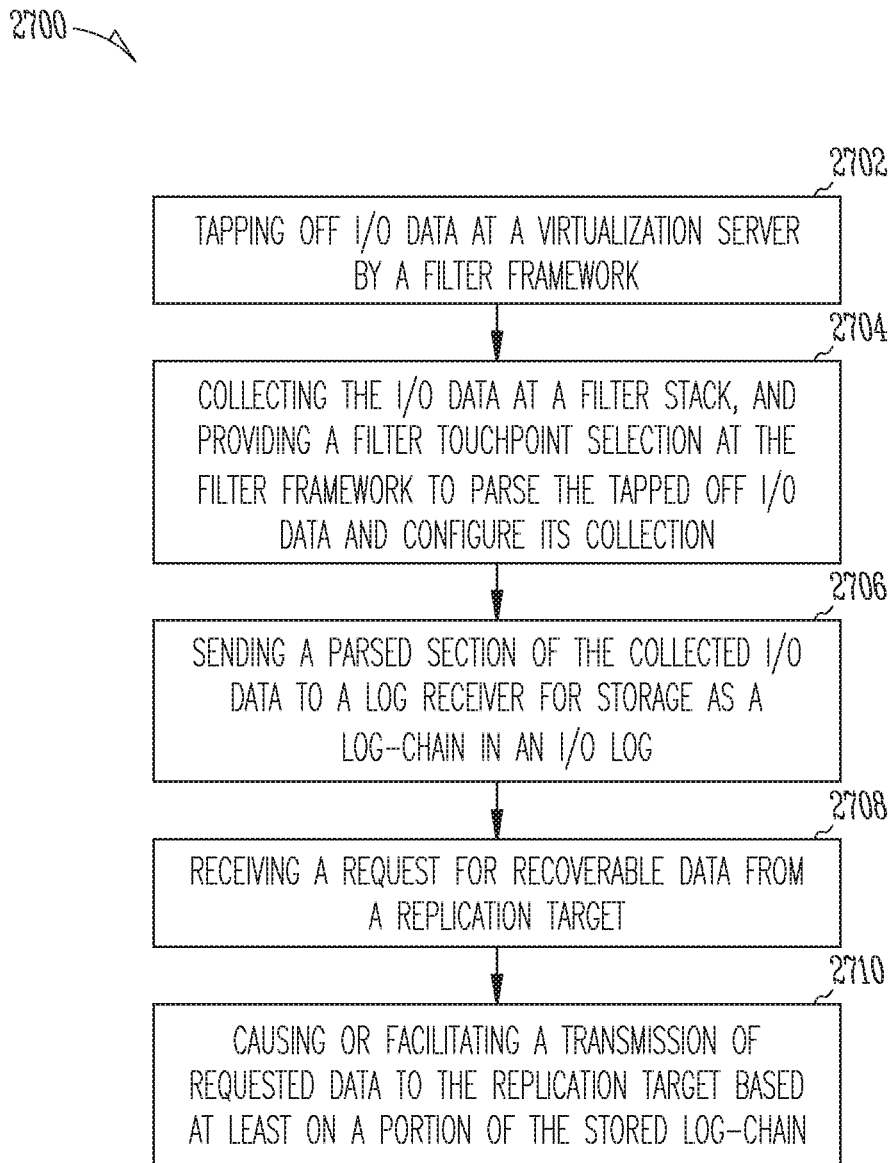 2700
2702
TAPPING OFF I/O DATA AT A VIRTUALIZATION SERVER
BY A FILTER FRAMEWORK
2704
COLLECTING THE I/O DATA AT A FILTER STACK, AND
PROVIDING A FILTER TOUCHPOINT SELECTION AT THE
FILTER FRAMEWORK TO PARSE THE TAPPED OFF I/O
DATA AND CONFIGURE ITS COLLECTION
2706
SENDING A PARSED SECTION OF THE COLLECTED I/O
DATA TO A LOG RECEIVER FOR STORAGE AS A
LOG-CHAIN IN AN I/O LOG
2708
RECEIVING A REQUEST FOR RECOVERABLE DATA FROM
A REPLICATION TARGET
2710
CAUSING OR FACILITATING A TRANSMISSION OF
REQUESTED DATA TO THE REPLICATION TARGET BASED
AT LEAST ON A PORTION OF THE STORED LOG-CHAIN